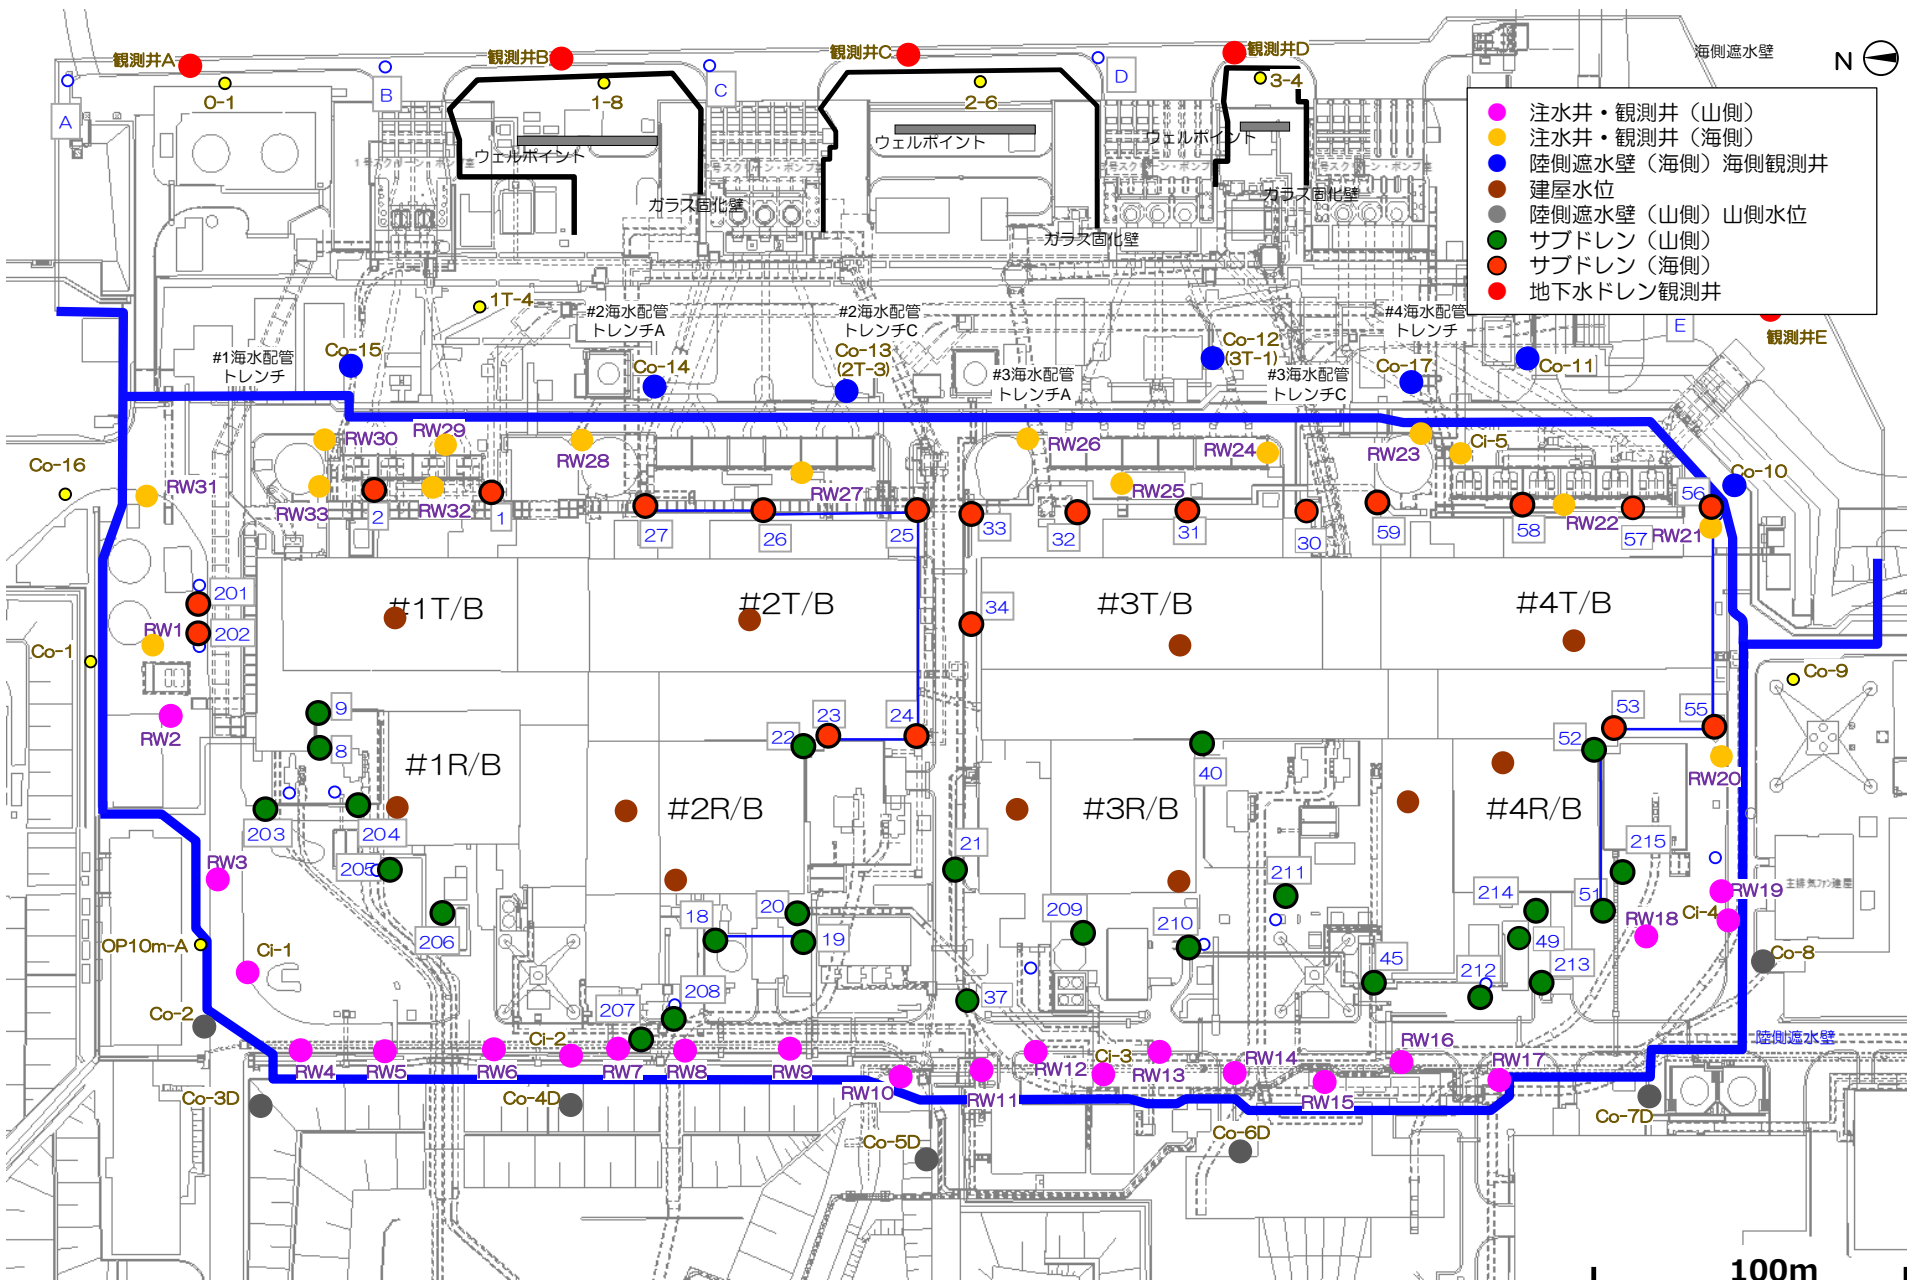 観測井A
観測井B
観測井C
観測井D
海側遮水壁
N
A
0-1
B
1-8
C
2-6
D
3-4
注水井・観測井（山側）
注水井・観測井（海側）
陸側遮水壁（海側）海側観測井
建屋水位
陸側遮水壁（山側）山側水位
サブドレン（山側）
サブドレン（海側）
地下水ドレン観測井
ウェルポイント
ウェルポイント
ウェルポイント
ガラス固化壁
ガラス固化壁
ガラス固化壁
1T-4
#2海水配管
トレンチA
#2海水配管
トレンチC
#4海水配管
トレンチ
E
観測井E
#1海水配管
トレンチ
Co-15
Co-14
Co-13
(2T-3)
#3海水配管
トレンチA
Co-12
(3T-1)
#3海水配管
トレンチC
Co-17
Co-11
RW30
RW29
RW28
RW26
RW24
RW23
Ci-5
Co-16
RW31
RW33
2
RW32
1
RW27
RW25
Co-10
27
26
25
33
32
31
30
59
58
RW22
57
56
RW21
201
202
RW1
Co-1
RW2
#1T/B
#2T/B
34
#3T/B
#4T/B
Co-9
9
8
#1R/B
22
23
24
40
52
53
55
RW20
203
204
#2R/B
#3R/B
#4R/B
RW3
205
206
21
211
215
主排気ファン建屋
RW19
18
20
19
209
210
214
51
RW18
Ci-4
OP10m-A
Ci-1
49
Co-8
45
212
213
Co-2
207
208
37
陸側遮水壁
RW4
RW5
RW6
Ci-2
RW7
RW8
RW9
RW10
RW11
RW12
Ci-3
RW13
RW14
RW15
RW16
RW17
Co-3D
Co-4D
Co-5D
Co-6D
Co-7D
100m